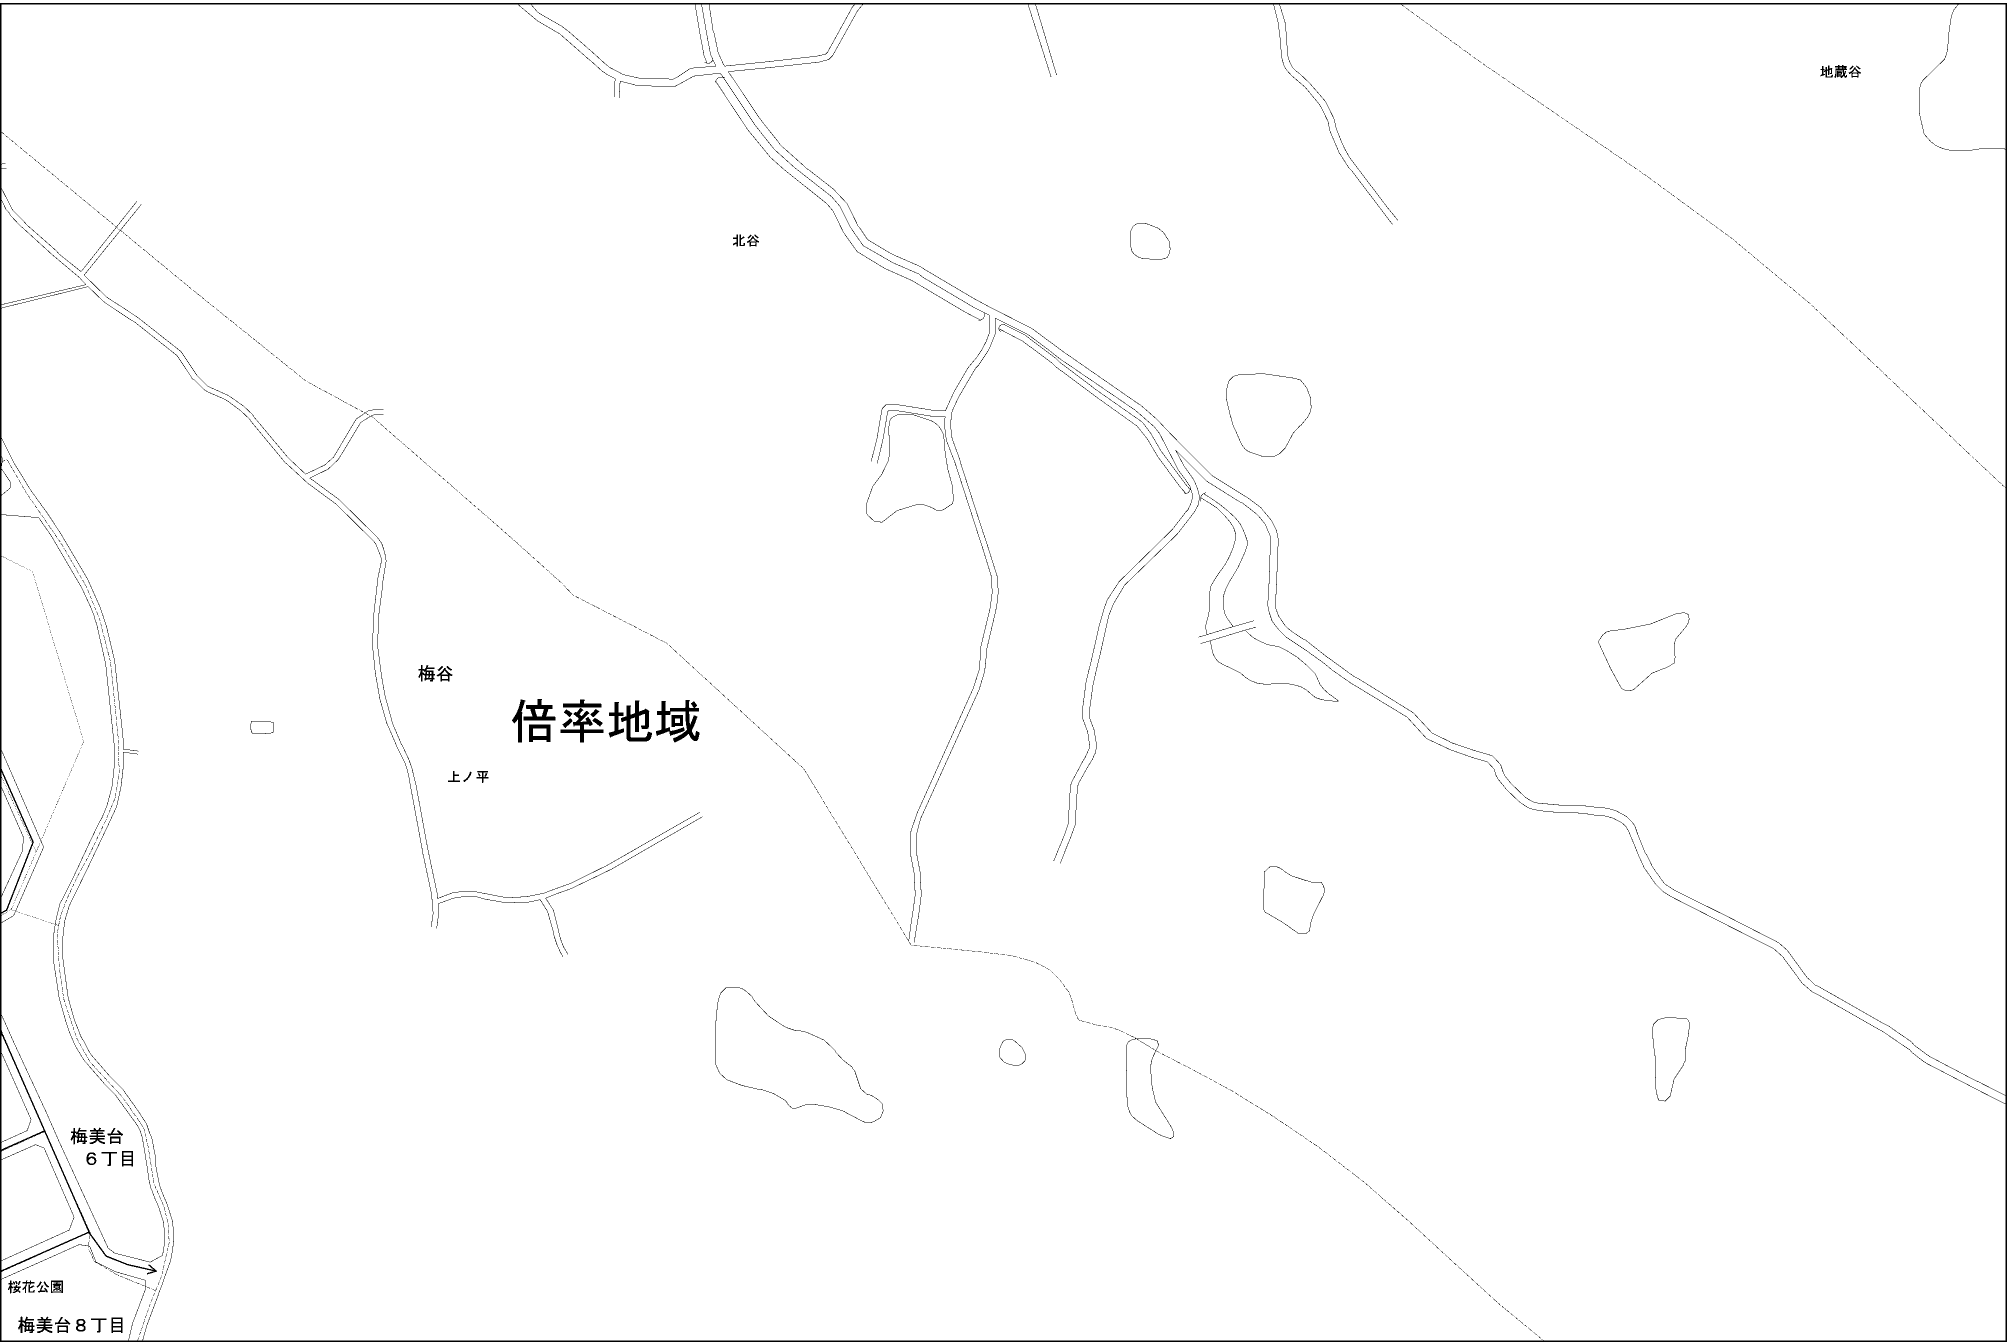 地蔵谷
北谷
梅谷
倍率地域
上ノ平
梅美台
６丁目
桜花公園
梅美台８丁目